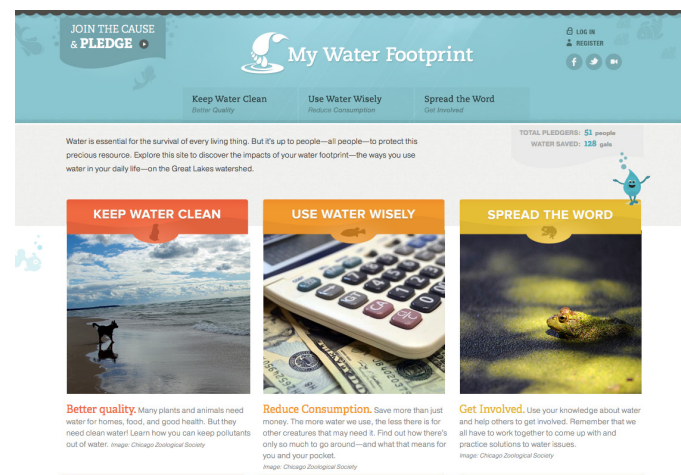 JOIN THE CAUSE
& PLEDGE
My Water Footprint
LOG IN
REGISTER
Keep Water Clean
Better Quality
Use Water Wisely
Reduce Consumption
Spread the Word
Get Involved
TOTAL PLEDGERS: 51 people
WATER SAVED: 128 gals
Water is essential for the survival of every living thing. But it's up to people—all people—to protect this
precious resource. Explore this site to discover the impacts of your water footprint—the ways you use
water in your daily life—on the Great Lakes watershed.
KEEP WATER CLEAN
Better quality. Many plants and animals need
water for homes, food, and good health. But they
need clean water! Learn how you can keep pollutants
out of water. Image: Chicago Zoological Society
USE WATER WISELY
Reduce Consumption. Save more than just
money. The more water we use, the less there is for
other creatures that may need it. Find out how there's
only so much to go around—and what that means for
you and your pocket.
Image: Chicago Zoological Society
SPREAD THE WORD
Get Involved. Use your knowledge about water
and help others to get involved. Remember that we
all have to work together to come up with and
practice solutions to water issues.
Image: Chicago Zoological Society